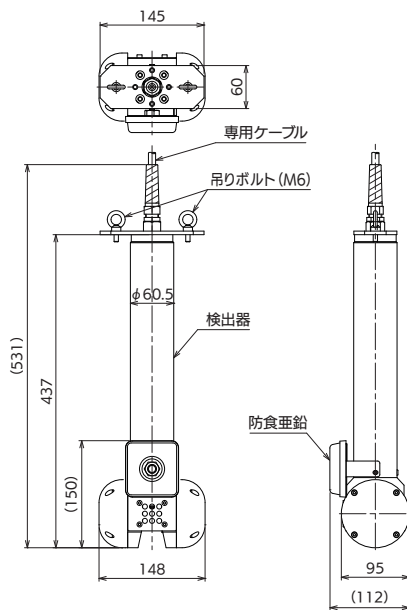 145
60
専用ケーブル
吊りボルト(M6)
φ60.5
検出器
(531)
437
防食亜鉛
(150)
148
95
(112)